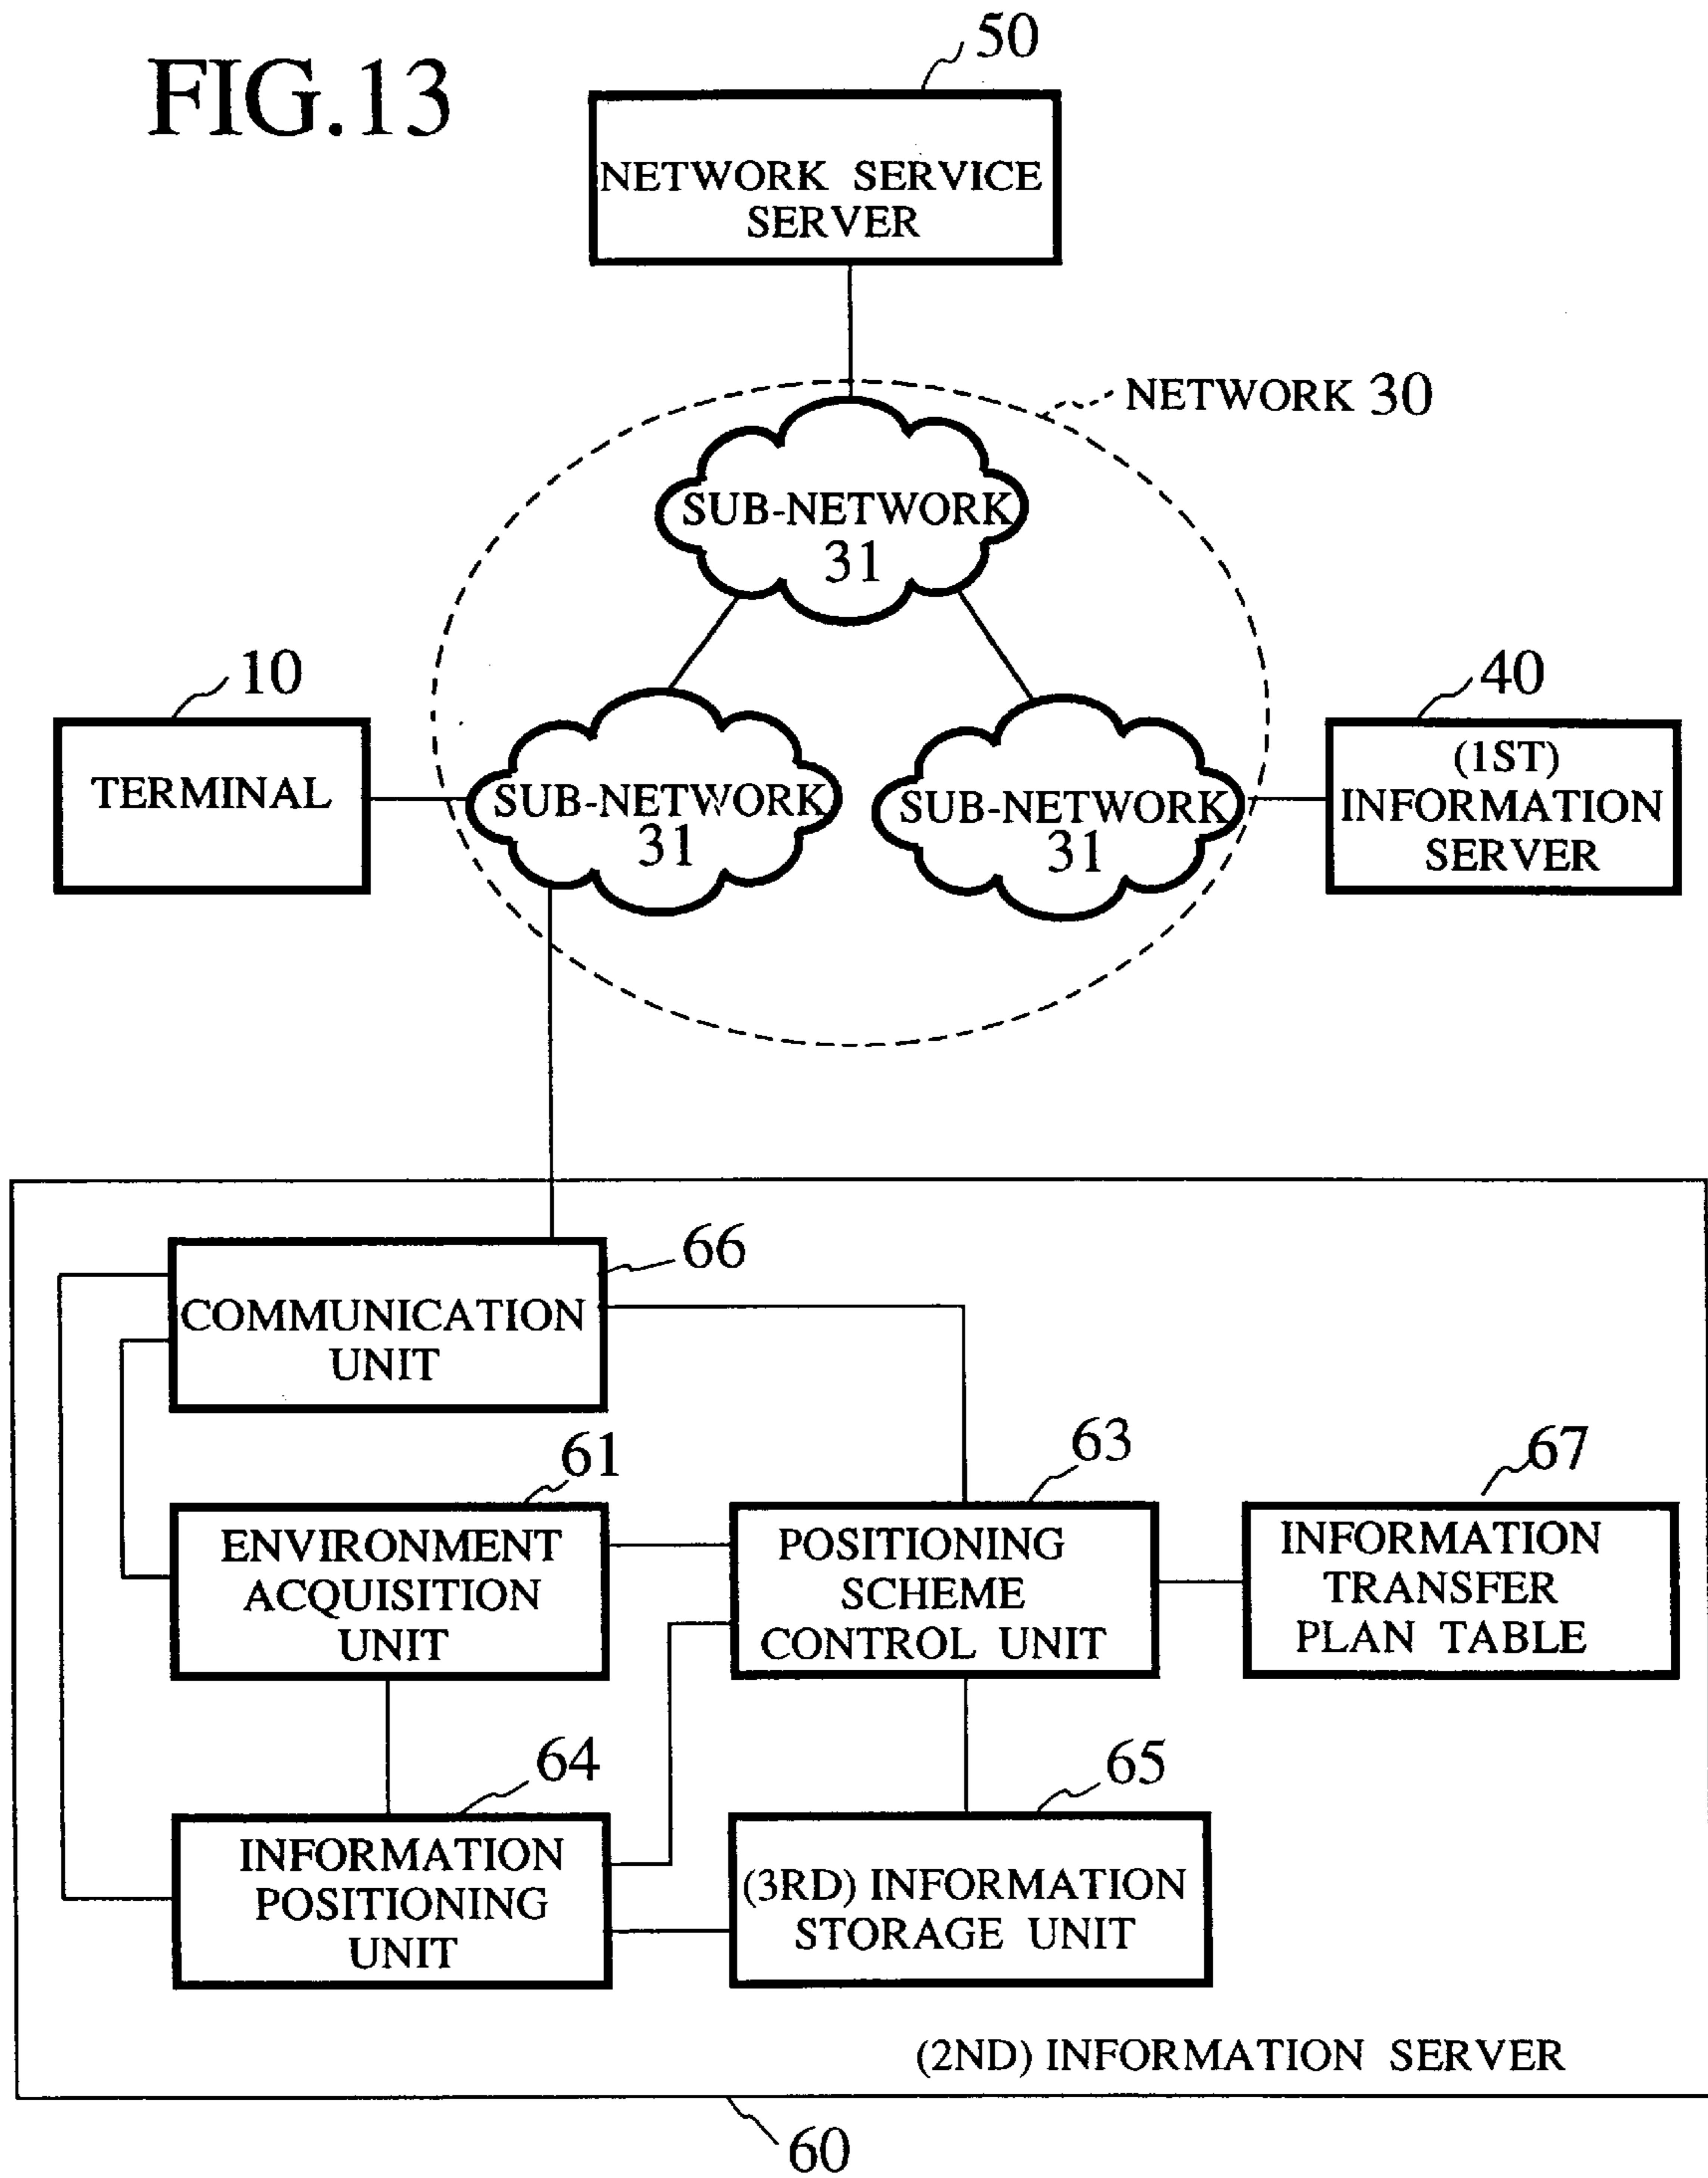 FIG.13
50
NETWORK SERVICE
SERVER
NETWORK 30
SUB-NETWORK
31
10
TERMINAL
SUB-NETWORK
31
SUB-NETWORK
31
40
(1ST)
INFORMATION
SERVER
66
COMMUNICATION
UNIT
61
ENVIRONMENT
ACQUISITION
UNIT
63
POSITIONING
SCHEME
CONTROL UNIT
67
INFORMATION
TRANSFER
PLAN TABLE
64
INFORMATION
POSITIONING
UNIT
65
(3RD) INFORMATION
STORAGE UNIT
(2ND) INFORMATION SERVER
60